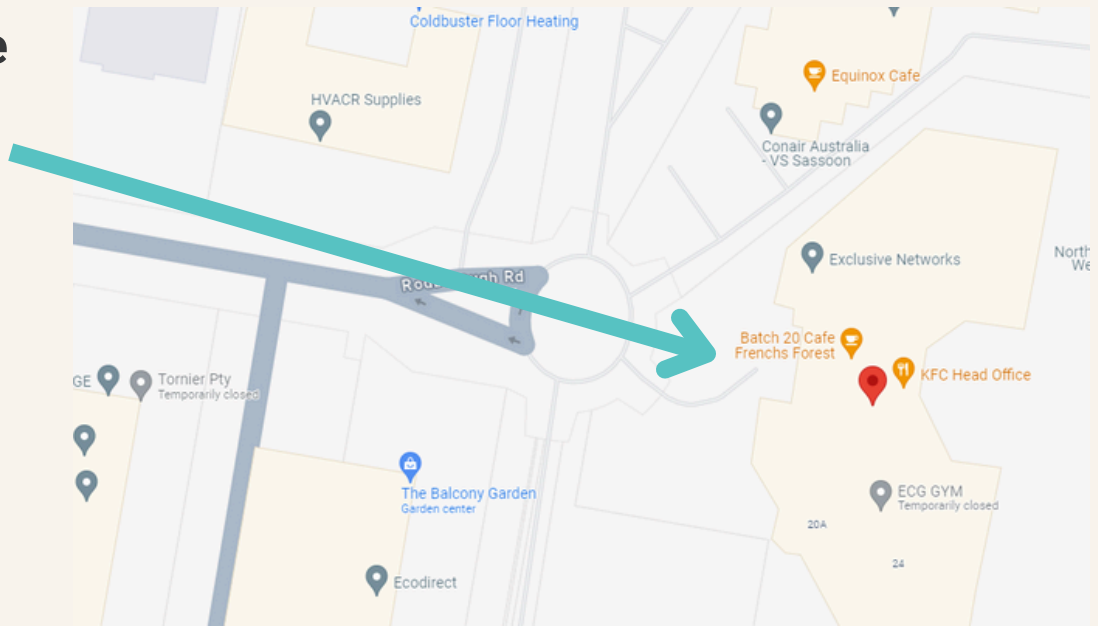 e
Coldbuster Floor Heating
Equinox Cafe
HVACR Supplies
Conair Australia
- VS Sassoon
Exclusive Networks
North
We
Rd
Batch 20 Cafe
Frenchs Forest
KFC Head Office
GE
Tornier Pty
Temporarily closed
The Balcony Garden
Garden center
ECG GYM
Temporarily closed
20A
24
Ecodirect